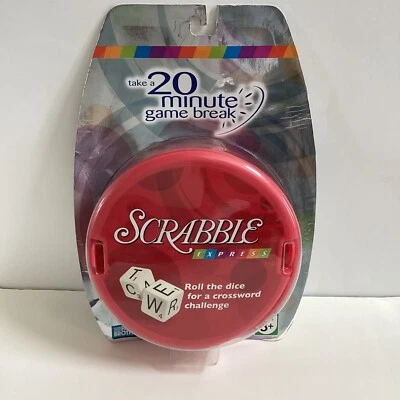 take a 20
minute
game break
SCRABBLE
EXPRESS
Roll the dice
for a crossword
challenge
T
E
C
W
R